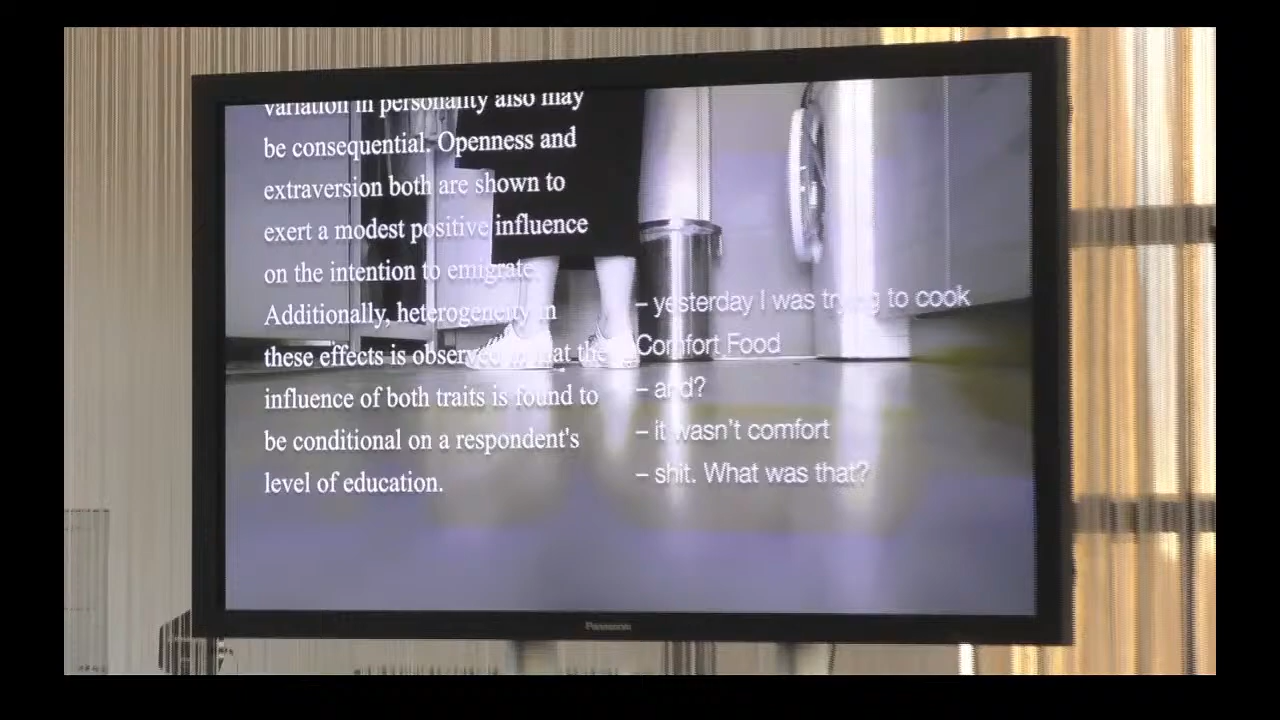 variation in personality also may
be consequential. Openness and
extraversion both are shown to
exert a modest positive influence
on the intention to emigrate.
Additionally, heterogeneity in
these effects is observed in that the
influence of both traits is found to
be conditional on a respondent's
level of education.
– yesterday I was trying to cook
Comfort Food
– and?
– it wasn't comfort
– shit. What was that?
Panasonic